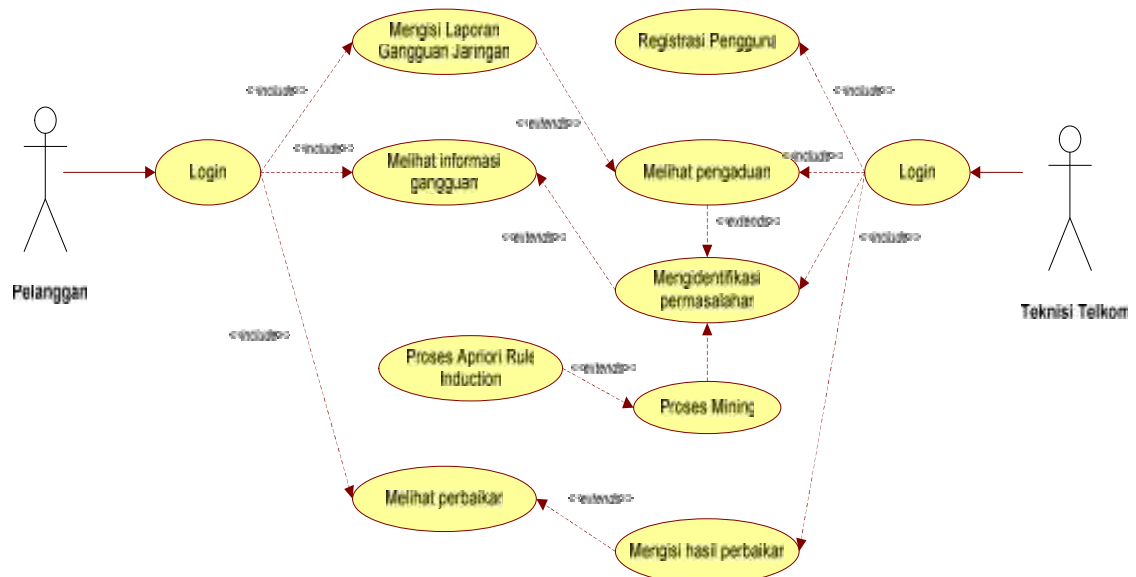 Mengisi Laporan
Gangguan Jaringan
Registrasi Pengguna
<<include>>
<<include>>
<<extends>>
Login
<<include>>
Melihat informasi
gangguan
Melihat pengaduan
<<include>>
Login
<<extends>>
<<extends>>
<<include>>
Mengidentifikasi
permasalahan
Pelanggan
Teknisi Telkom
<<include>>
Proses Apriori Rule
Induction
<<extends>>
Proses Mining
Melihat perbaikan
<<extends>>
Mengisi hasil perbaikan